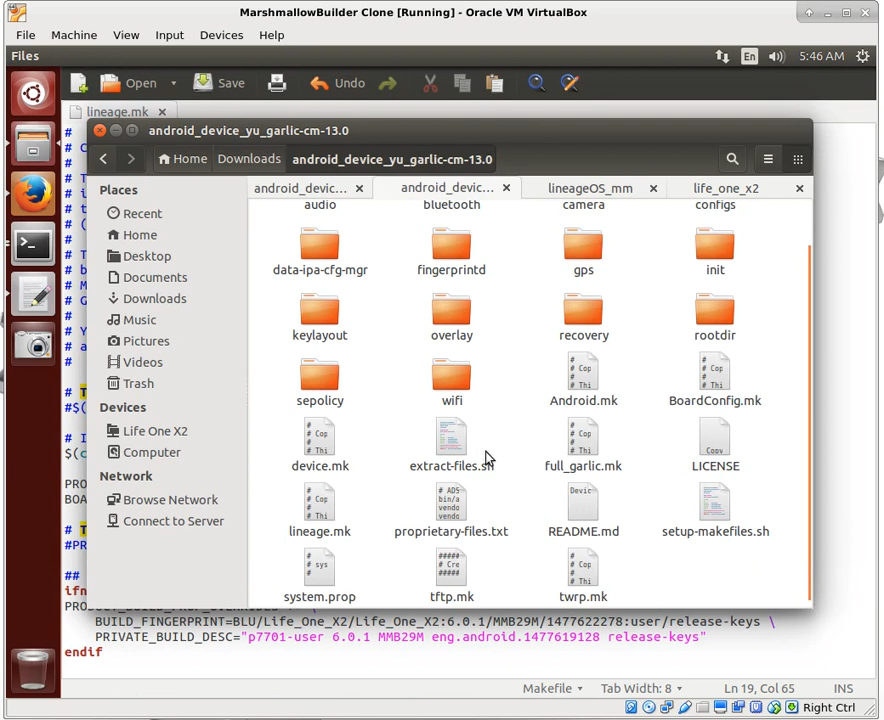 MarshmallowBuilder Clone [Running] - Oracle VM VirtualBox
File Machine View Input Devices Help
Files En 5:46 AM
Open Save Undo
lineage.mk
android_device_yu_garlic-cm-13.0
Home Downloads android_device_yu_garlic-cm-13.0
Places
Recent
Home
Desktop
Documents
Downloads
Music
Pictures
Videos
Trash
Devices
Life One X2
Computer
Network
Browse Network
Connect to Server
android_devic... android_devic... lineageOS_mm life_one_x2
audio bluetooth camera configs
data-ipa-cfg-mgr fingerprintd gps init
keylayout overlay recovery rootdir
sepolicy wifi Android.mk BoardConfig.mk
device.mk extract-files.sh full_garlic.mk LICENSE
lineage.mk proprietary-files.txt README.md setup-makefiles.sh
system.prop tftp.mk twrp.mk
BUILD_FINGERPRINT=BLU/Life_One_X2/Life_One_X2:6.0.1/MMB29M/1477622278:user/release-keys \
PRIVATE_BUILD_DESC="p7701-user 6.0.1 MMB29M eng.android.1477619128 release-keys"
endif
Makefile Tab Width: 8 Ln 19, Col 65 INS
Right Ctrl